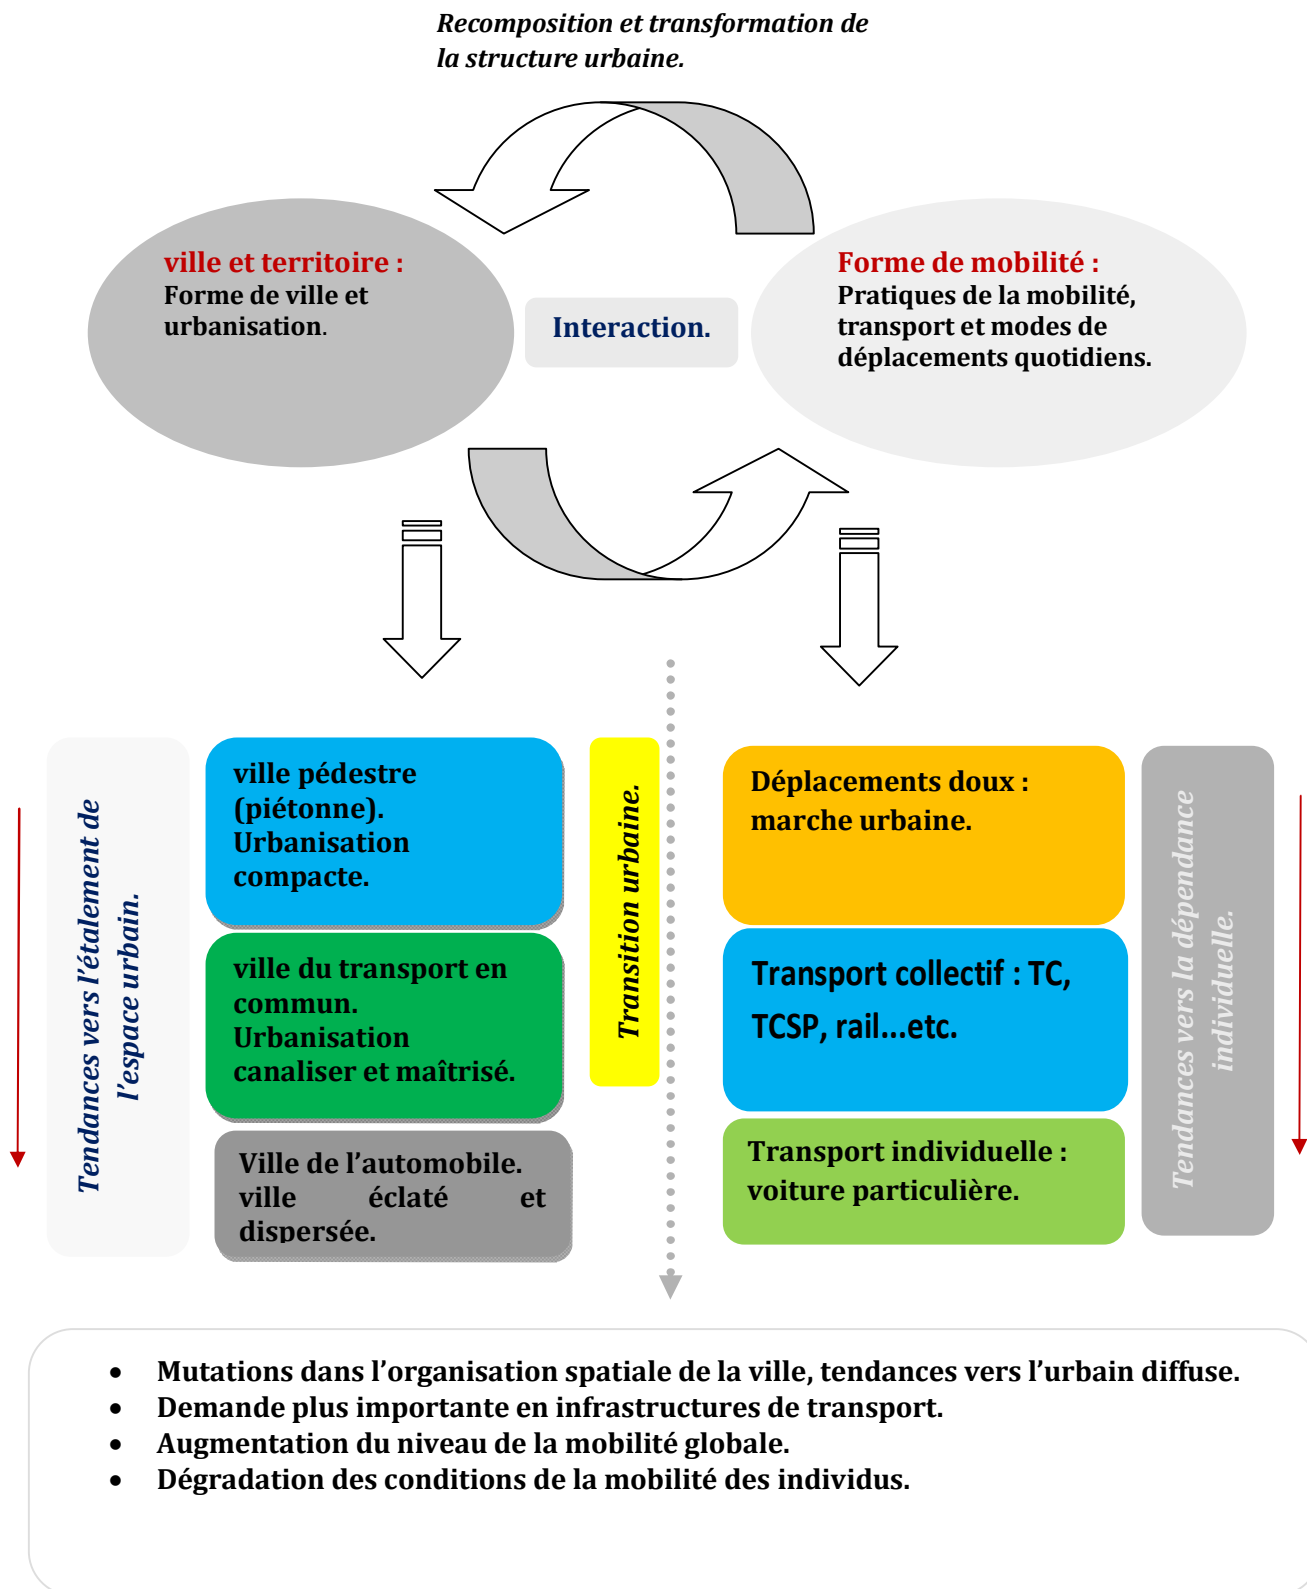 Recomposition et transformation de
la structure urbaine.
ville et territoire :
Forme de ville et
urbanisation.
Interaction.
Forme de mobilité :
Pratiques de la mobilité,
transport et modes de
déplacements quotidiens.
Tendances vers l'étalement de
l'espace urbain.
ville pédestre
(piétonne).
Urbanisation
compacte.
ville du transport en
commun.
Urbanisation
canaliser et maîtrisé.
Ville de l'automobile.
ville éclaté et
dispersée.
Transition urbaine.
Déplacements doux :
marche urbaine.
Transport collectif : TC,
TCSP, rail...etc.
Transport individuelle :
voiture particulière.
Tendances vers la dépendance
individuelle.
• Mutations dans l'organisation spatiale de la ville, tendances vers l'urbain diffuse.
• Demande plus importante en infrastructures de transport.
• Augmentation du niveau de la mobilité globale.
• Dégradation des conditions de la mobilité des individus.